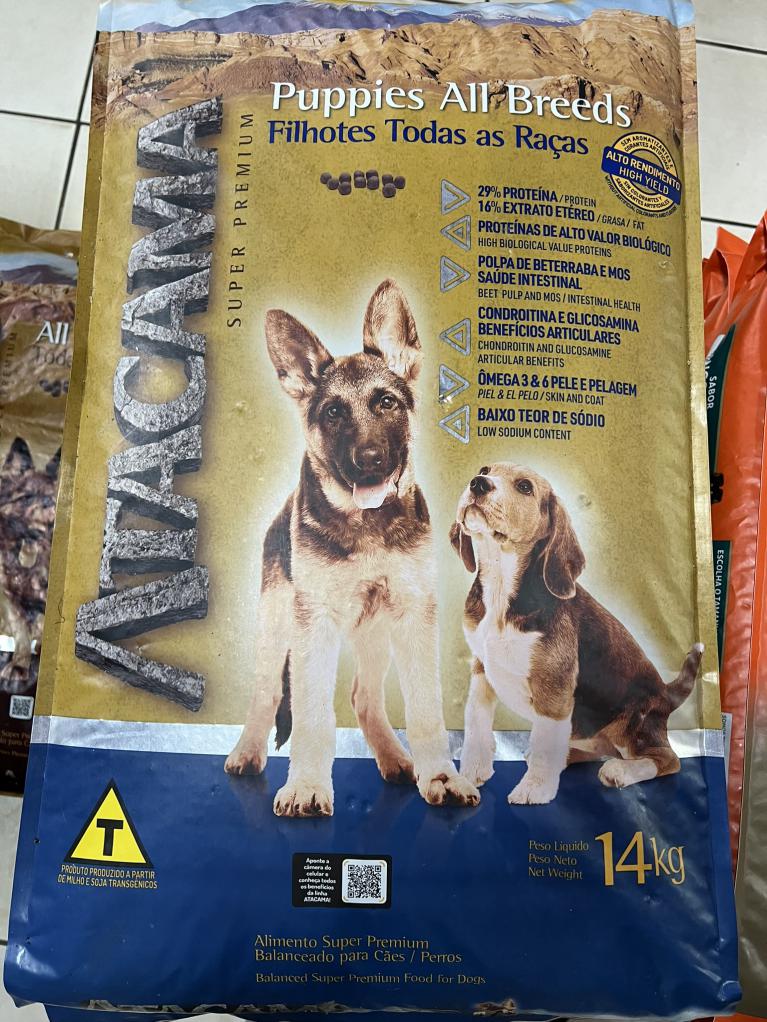 Puppies All Breeds
Filhotes Todas as Raças
ATACAMA
SUPER PREMIUM
ALTO RENDIMENTO
HIGH YIELD
29% PROTEÍNA / PROTEIN
16% EXTRATO ETÉREO / GRASA / FAT
PROTEÍNAS DE ALTO VALOR BIOLÓGICO
HIGH BIOLOGICAL VALUE PROTEINS
POLPA DE BETERRABA E MOS
SAÚDE INTESTINAL
BEET PULP AND MOS / INTESTINAL HEALTH
CONDROITINA E GLICOSAMINA
BENEFÍCIOS ARTICULARES
CHONDROITIN AND GLUCOSAMINE
ARTICULAR BENEFITS
ÔMEGA 3 & 6 PELE E PELAGEM
PIEL & EL PELO / SKIN AND COAT
BAIXO TEOR DE SÓDIO
LOW SODIUM CONTENT
All
SABOR
T
PRODUTO PRODUZIDO A PARTIR
DE MILHO E SOJA TRANSGÊNICOS
Aponte a
câmera do
celular e
conheça todos
os benefícios
da linha
ATACAMA!
Peso Líquido
Peso Neto
Net Weight
14kg
Alimento Super Premium
Balanceado para Cães / Perros
Balanced Super Premium Food for Dogs